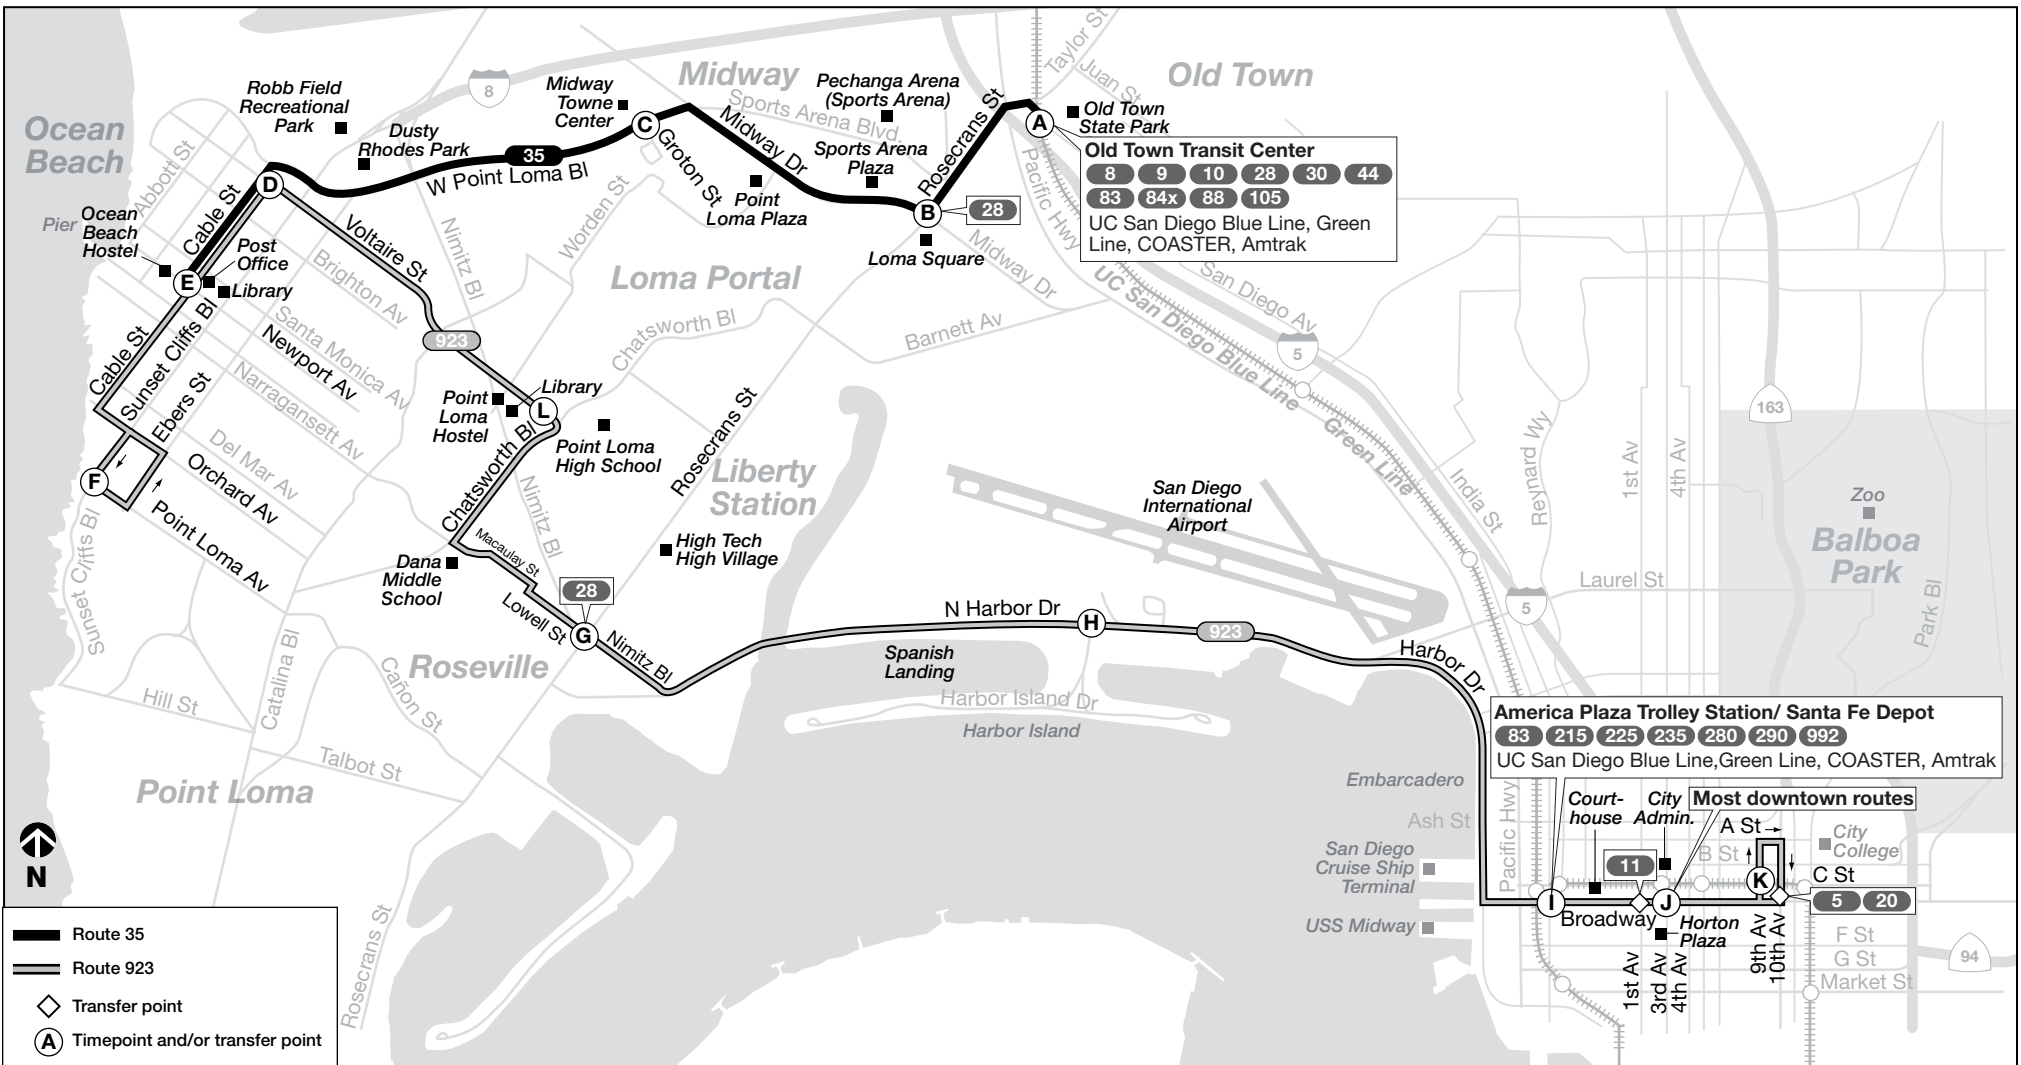 Ocean
Beach
Robb Field
Recreational
Park
8
Midway
Towne
Center
Midway
Pechanga Arena
(Sports Arena)
Taylor St
Juan St
Old Town
Old Town
State Park
Sports Arena Blvd.
Sports Arena
Plaza
Dusty
Rhodes Park
35
W Point Loma Bl
C
Groton St
Midway Dr
Point
Loma Plaza
Rosecrans St
A
Old Town Transit Center
8 9 10 28 30 44
83 84x 88 105
UC San Diego Blue Line, Green
Line, COASTER, Amtrak
Pacific Hwy
B
28
Loma Square
Midway Dr
Abbott St
Pier
Ocean
Beach
Hostel
Cable St
D
Post
Office
Library
E
Voltaire St
Nimitz Bl
Worden St
Loma Portal
Brighton Av
Santa Monica Av
Newport Av
Narragansett Av
Cable St
Sunset Cliffs Bl
Ebers St
923
Chatsworth Bl
Barnett Av
San Diego Av
UC San Diego Blue Line
Green Line
5
163
Point
Loma
Hostel
Library
L
Point Loma
High School
Rosecrans St
Liberty
Station
Del Mar Av
Orchard Av
Point Loma Av
F
Sunset Cliffs Bl
Chatsworth Bl
Nimitz Bl
Macaulay St
Dana
Middle
School
Lowell St
High Tech
High Village
28
G
Nimitz Bl
San Diego
International
Airport
India St
Reynard Wy
1st Av
4th Av
Zoo
Balboa
Park
Park Bl
Laurel St
5
N Harbor Dr
H
923
Harbor Dr
Spanish
Landing
Harbor Island Dr
Harbor Island
Roseville
Cañon St
Catalina Bl
Hill St
Talbot St
Point Loma
Rosecrans St
America Plaza Trolley Station/ Santa Fe Depot
83 215 225 235 280 290 992
UC San Diego Blue Line,Green Line, COASTER, Amtrak
Embarcadero
Ash St
Pacific Hwy
Court-
house
City
Admin.
Most downtown routes
A St
B St
City
College
C St
San Diego
Cruise Ship
Terminal
USS Midway
11
I
Broadway
J
K
5 20
Horton
Plaza
1st Av
3rd Av
4th Av
9th Av
10th Av
F St
G St
Market St
94
N
Route 35
Route 923
Transfer point
A
Timepoint and/or transfer point